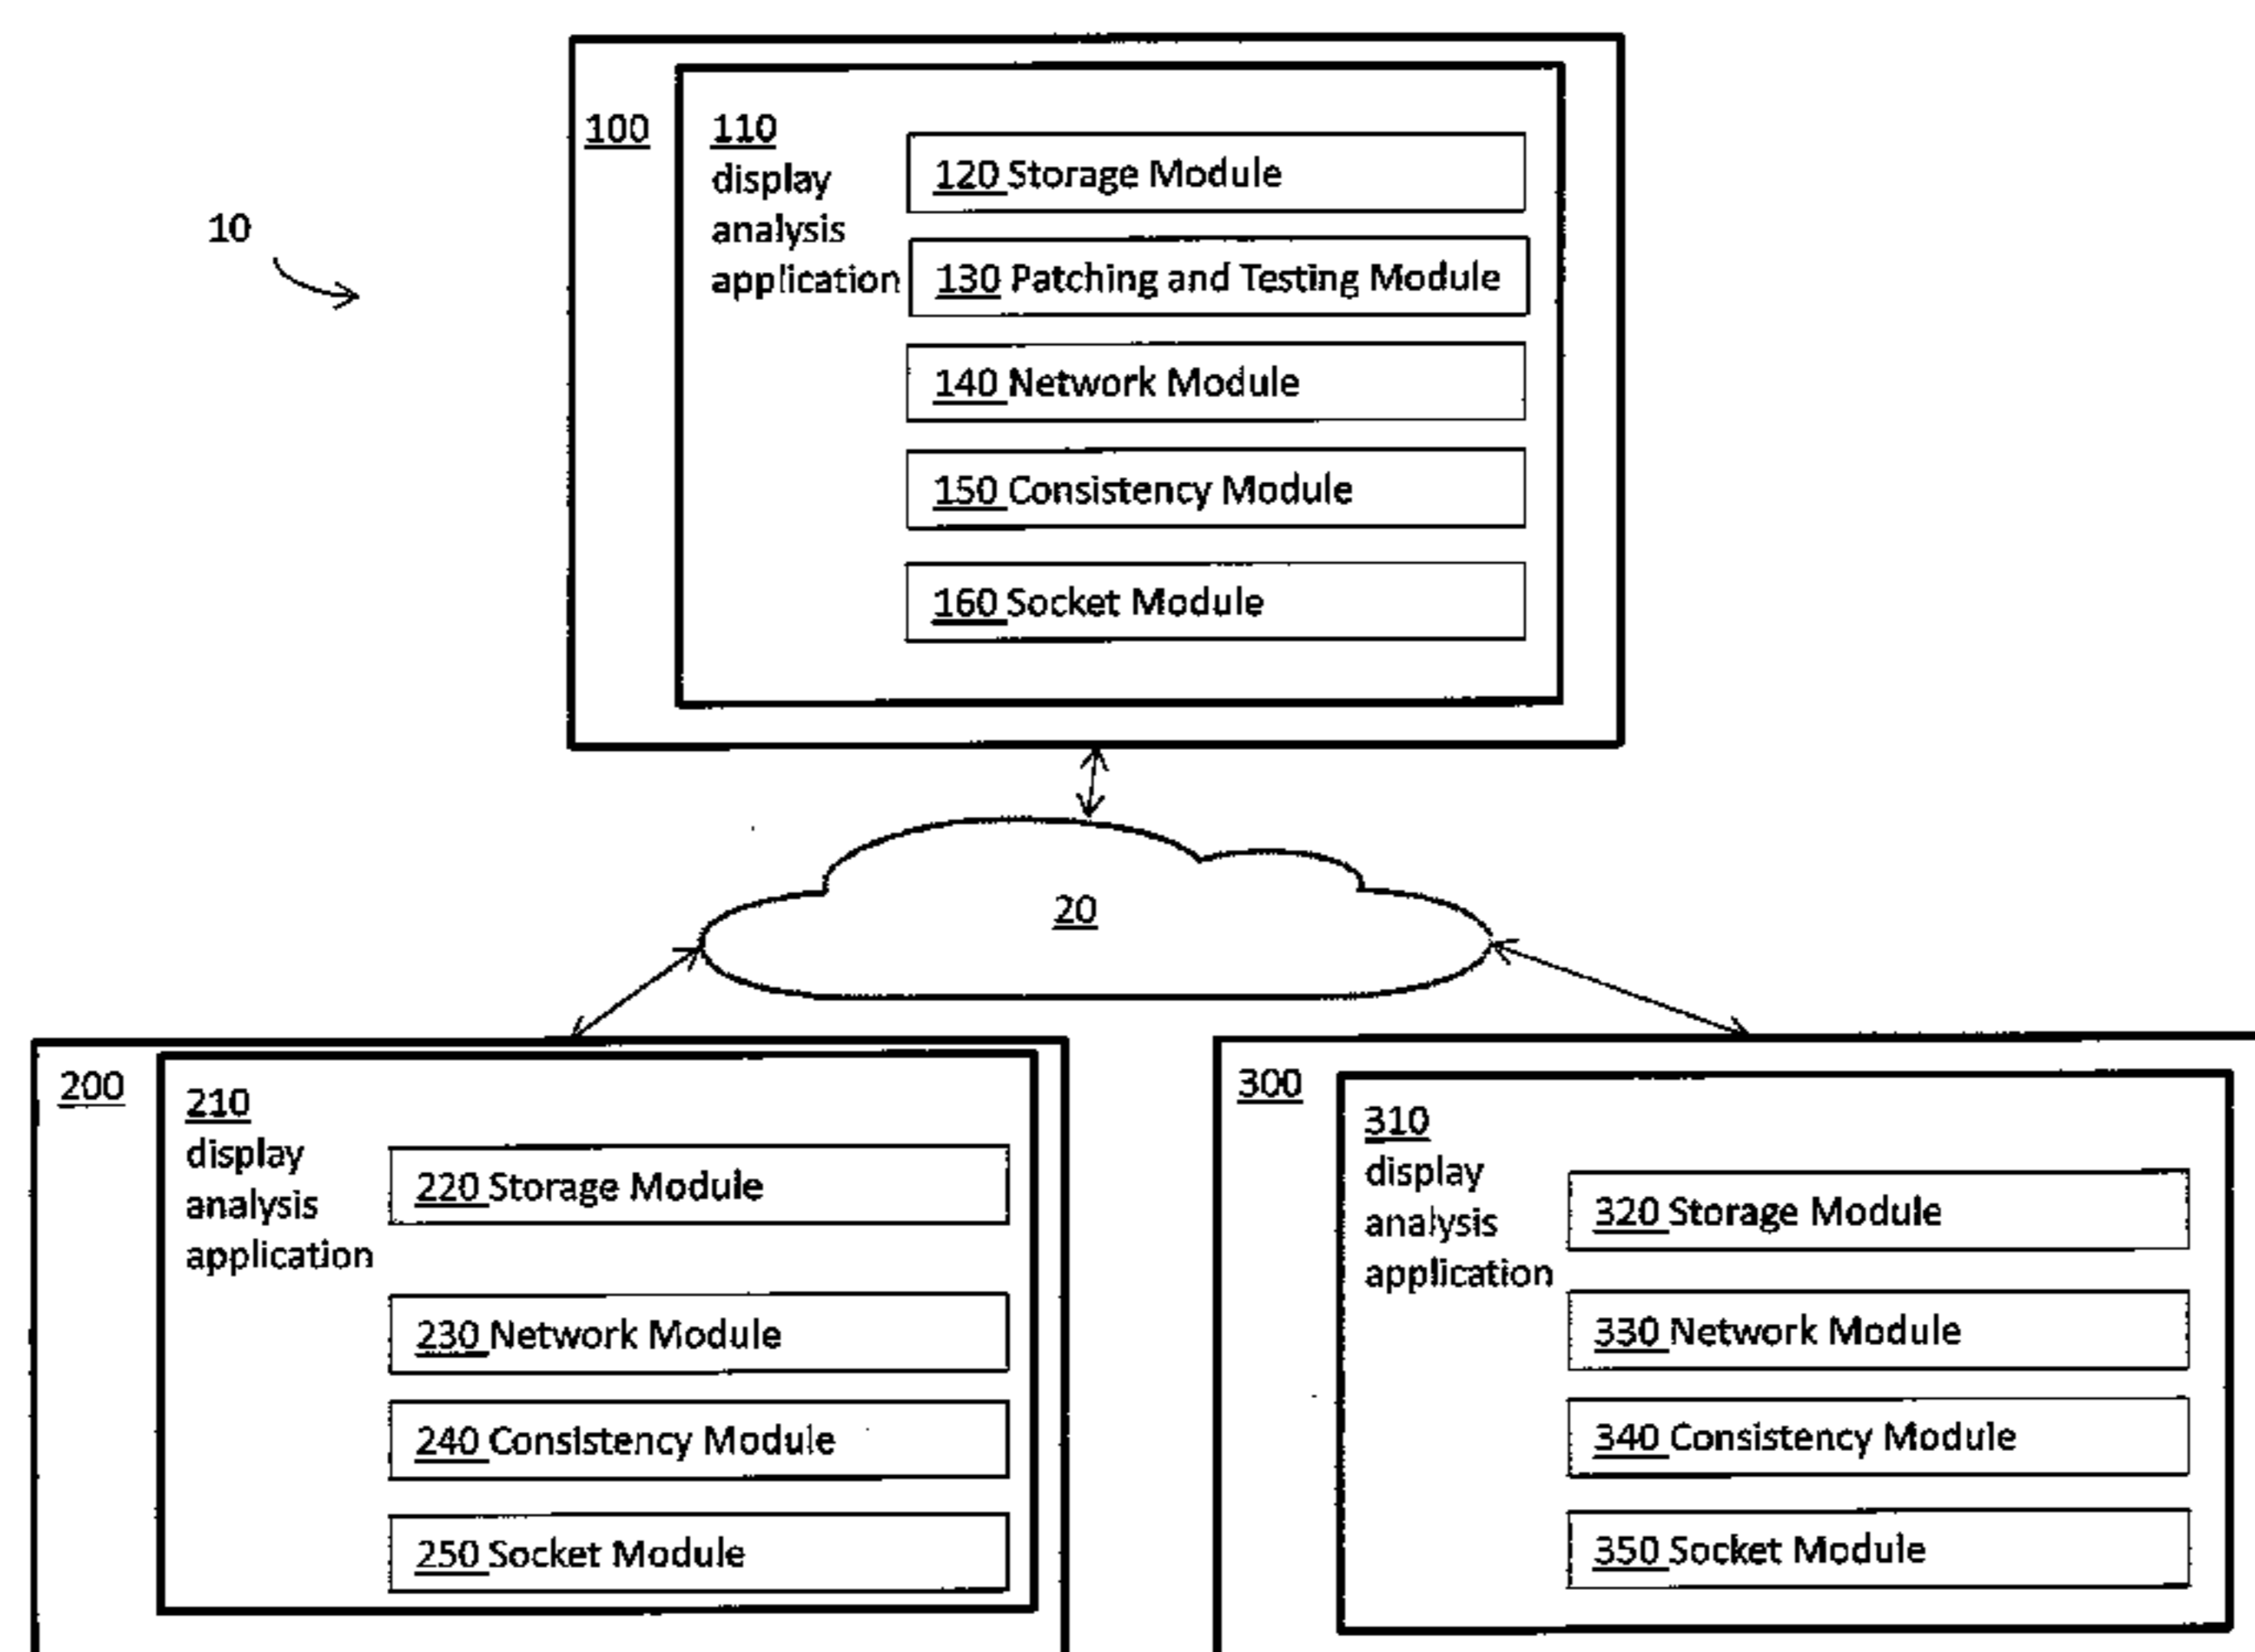 10
100
110
display
analysis
application
120 Storage Module
130 Patching and Testing Module
140 Network Module
150 Consistency Module
160 Socket Module
20
200
210
display
analysis
application
220 Storage Module
230 Network Module
240 Consistency Module
250 Socket Module
300
310
display
analysis
application
320 Storage Module
330 Network Module
340 Consistency Module
350 Socket Module